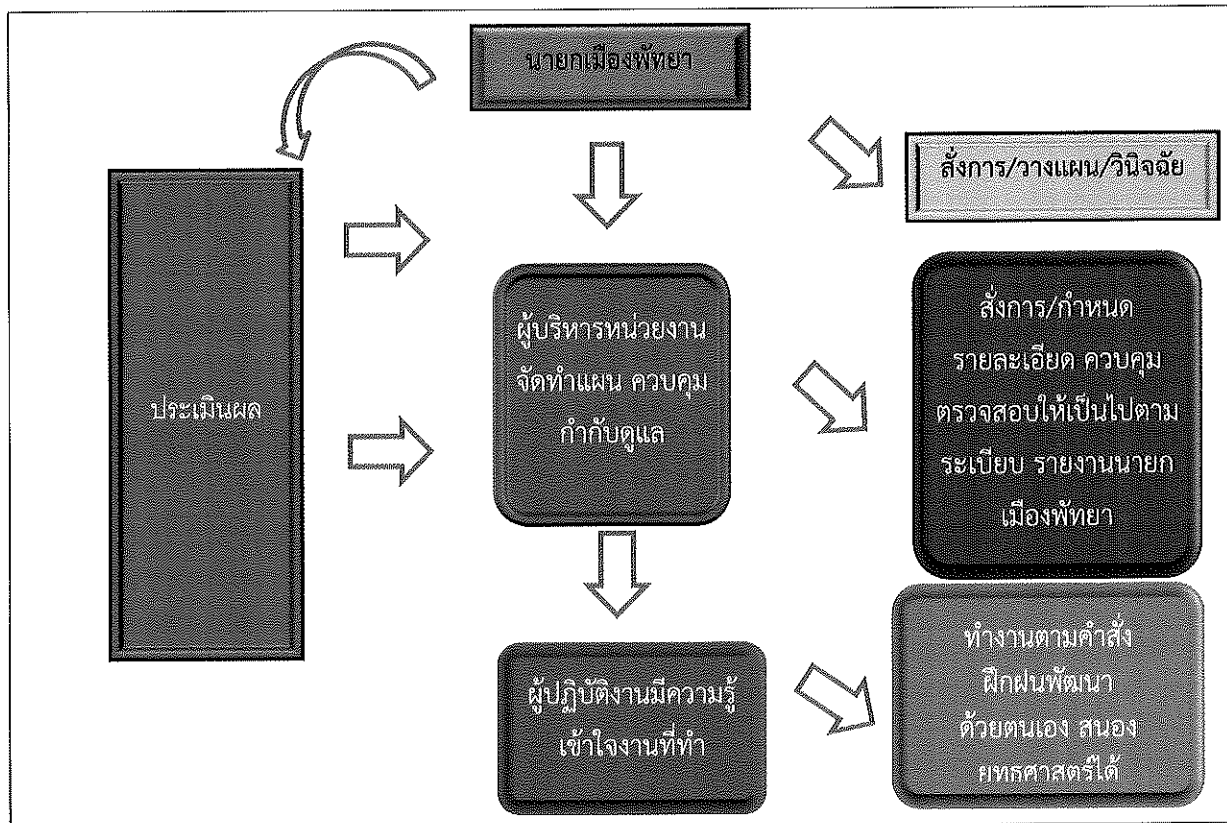 นายกเมืองพัทยา
สั่งการ/วางแผน/วินิจฉัย
ประเมินผล
ผู้บริหารหน่วยงาน
จัดทำแผน ควบคุม
กำกับดูแล
สั่งการ/กำหนด
รายละเอียด ควบคุม
ตรวจสอบให้เป็นไปตาม
ระเบียบ รายงานนายก
เมืองพัทยา
ผู้ปฏิบัติงานมีความรู้
เข้าใจงานที่ทำ
ทำงานตามคำสั่ง
ฝึกฝนพัฒนา
ด้วยตนเอง สนอง
ยุทธศาสตร์ได้